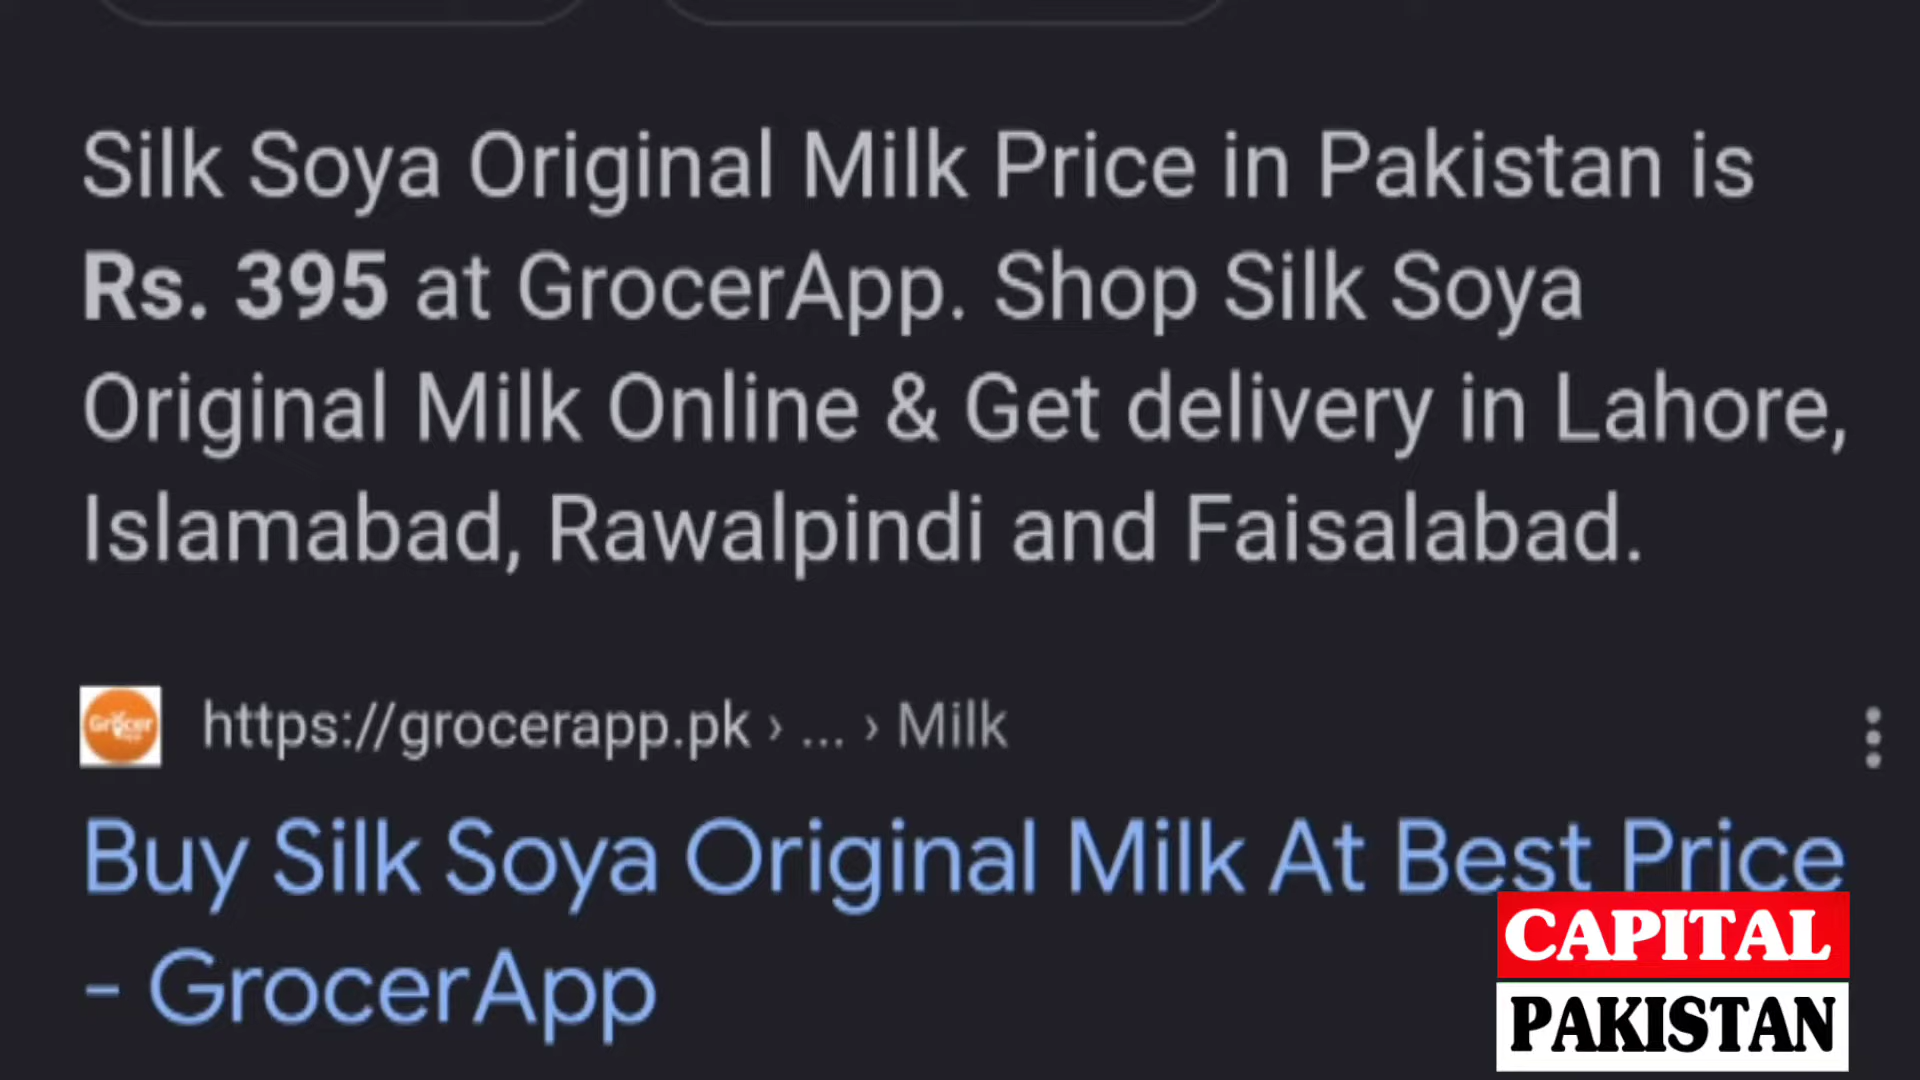 Silk Soya Original Milk Price in Pakistan is
Rs. 395 at GrocerApp. Shop Silk Soya
Original Milk Online & Get delivery in Lahore,
Islamabad, Rawalpindi and Faisalabad.
Grocer
https://grocerapp.pk › ... › Milk
Buy Silk Soya Original Milk At Best Price
- GrocerApp
CAPITAL
PAKISTAN